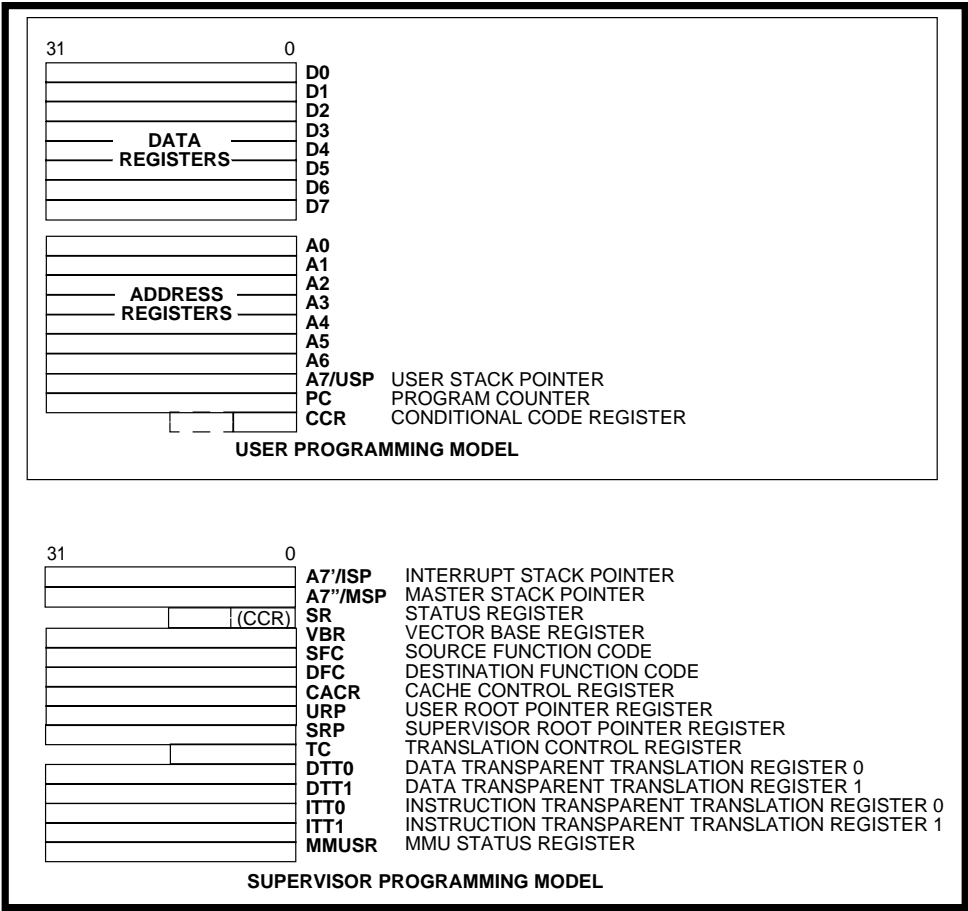 31 0
D0
D1
D2
D3
D4
D5
D6
D7
DATA
REGISTERS
A0
A1
A2
A3
A4
A5
A6
ADDRESS
REGISTERS
A7/USP USER STACK POINTER
PC PROGRAM COUNTER
CCR CONDITIONAL CODE REGISTER
USER PROGRAMMING MODEL
31 0
A7’/ISP INTERRUPT STACK POINTER
A7”/MSP MASTER STACK POINTER
(CCR) SR STATUS REGISTER
VBR VECTOR BASE REGISTER
SFC SOURCE FUNCTION CODE
DFC DESTINATION FUNCTION CODE
CACR CACHE CONTROL REGISTER
URP USER ROOT POINTER REGISTER
SRP SUPERVISOR ROOT POINTER REGISTER
TC TRANSLATION CONTROL REGISTER
DTT0 DATA TRANSPARENT TRANSLATION REGISTER 0
DTT1 DATA TRANSPARENT TRANSLATION REGISTER 1
ITT0 INSTRUCTION TRANSPARENT TRANSLATION REGISTER 0
ITT1 INSTRUCTION TRANSPARENT TRANSLATION REGISTER 1
MMUSR MMU STATUS REGISTER
SUPERVISOR PROGRAMMING MODEL